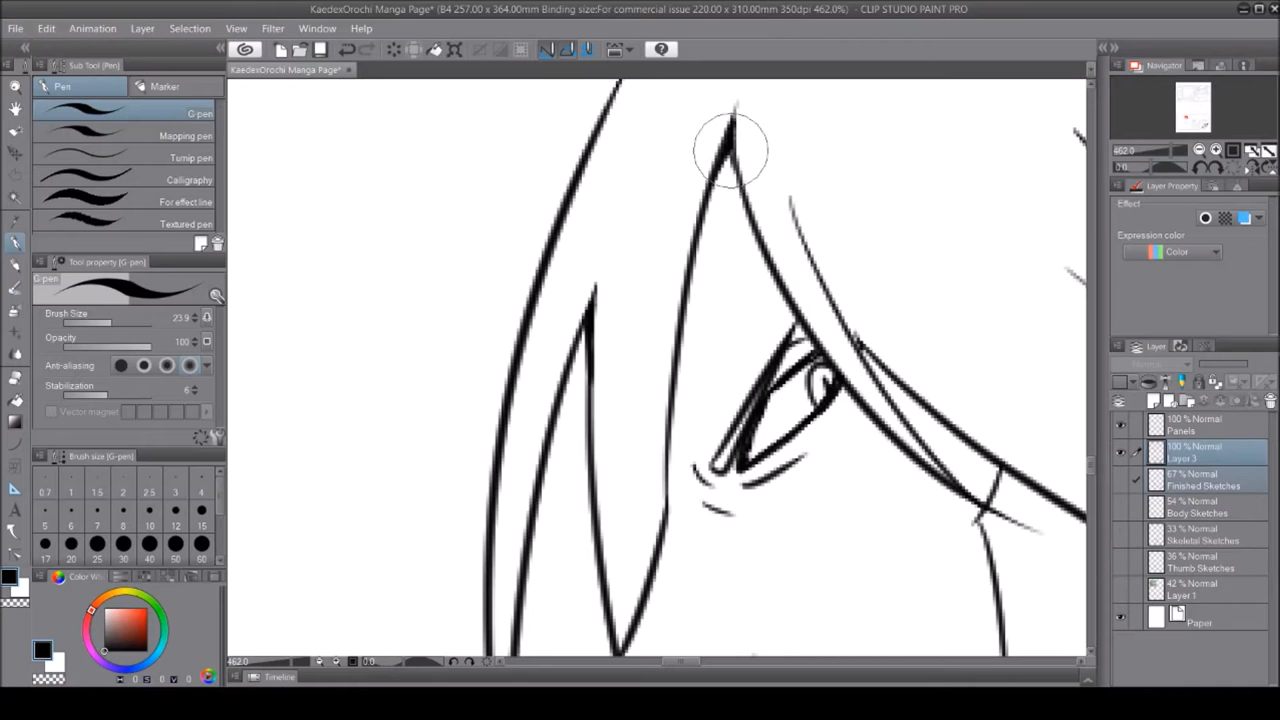 KaedexOrochi Manga Page* (B4 257.00 x 364.00mm Binding size:For commercial issue 220.00 x 310.00mm 350dpi 462.0%) - CLIP STUDIO PAINT PRO
File Edit Animation Layer Selection View Filter Window Help
Sub Tool [Pen] KaedexOrochi Manga Page* Navigator
Pen Marker
G-pen
Mapping pen
Turnip pen
Calligraphy
For effect line
Textured pen
Tool property [G-pen]
G-pen
Brush Size 23.9
Opacity 100
Anti-aliasing
Stabilization 6
Vector magnet
Brush size [G-pen]
0.7 1 1.5 2 2.5 3 4
5 6 7 8 10 12 15
17 20 25 30 40 50 60
Color W
H 0 S 0 V 0
462.0 0.0
Timeline
462.0
0.0
Layer Property
Effect
Expression color
Color
Layer
Normal
100 % Normal
Panels
100 % Normal
Layer 3
67 % Normal
Finished Sketches
54 % Normal
Body Sketches
33 % Normal
Skeletal Sketches
36 % Normal
Thumb Sketches
42 % Normal
Layer 1
Paper